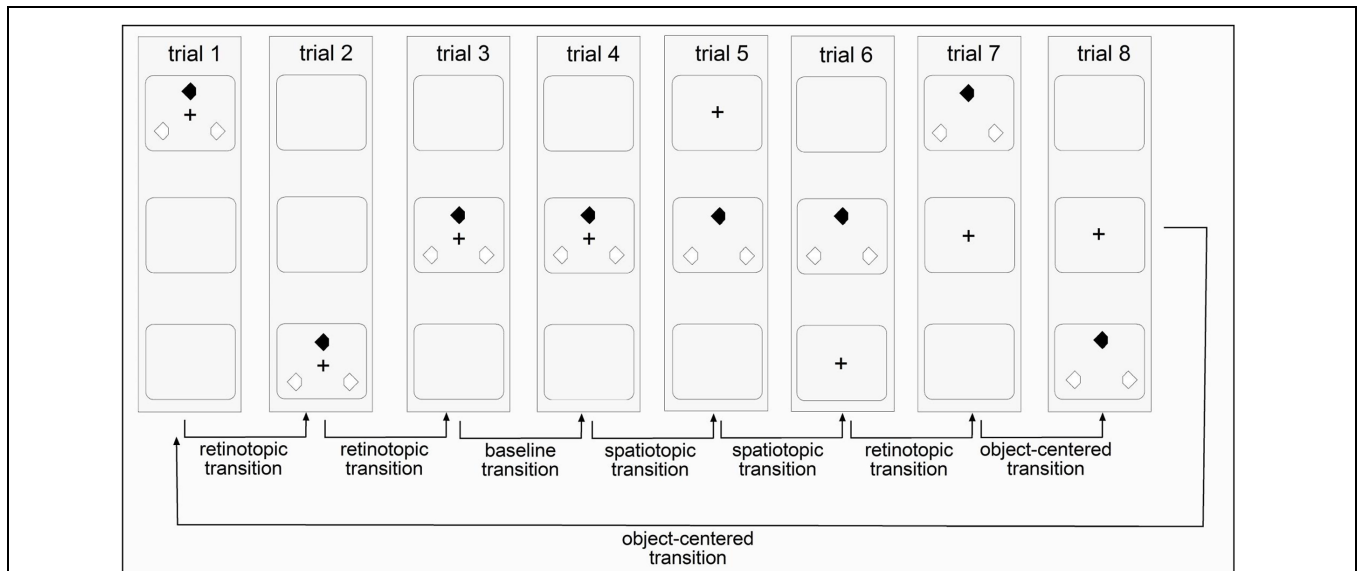 trial 1
trial 2
trial 3
trial 4
trial 5
trial 6
trial 7
trial 8
retinotopic
transition
retinotopic
transition
baseline
transition
spatiotopic
transition
spatiotopic
transition
retinotopic
transition
object-centered
transition
object-centered
transition